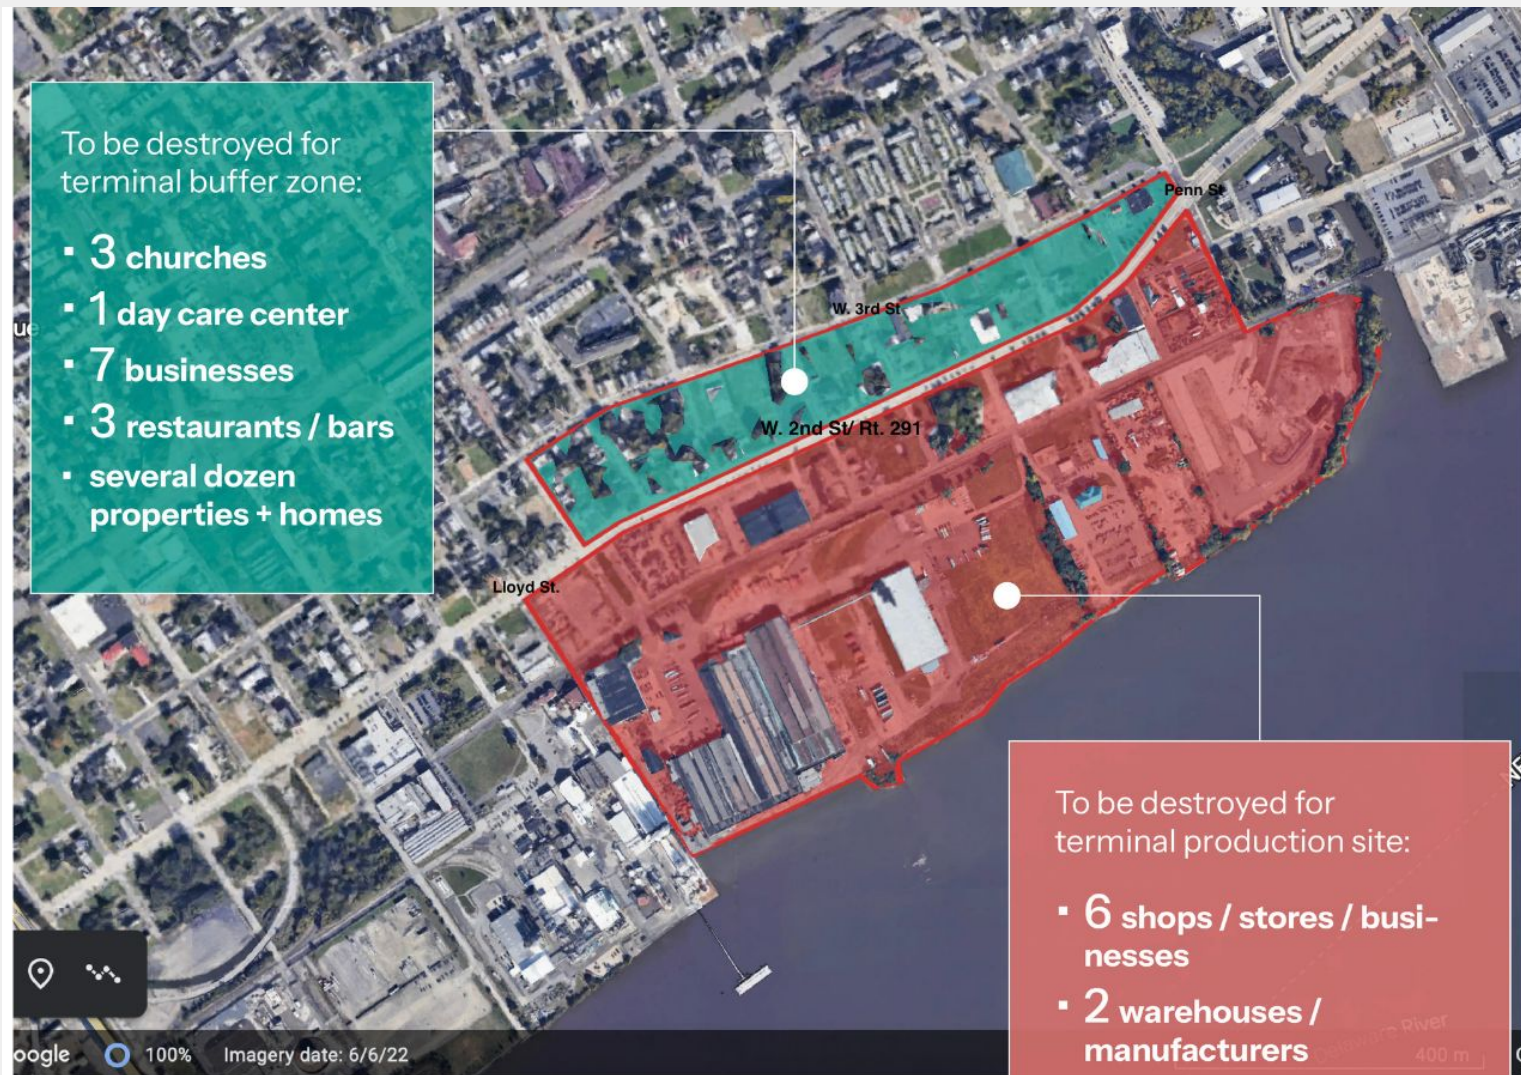 To be destroyed for
terminal buffer zone:
▪ 3 churches
▪ 1 day care center
▪ 7 businesses
▪ 3 restaurants / bars
▪ several dozen
properties + homes
Penn St
W. 3rd St
W. 2nd St/ Rt. 291
Lloyd St.
To be destroyed for
terminal production site:
▪ 6 shops / stores / busi-
nesses
▪ 2 warehouses /
manufacturers
Delaware River
oogle 100% Imagery date: 6/6/22 400 m